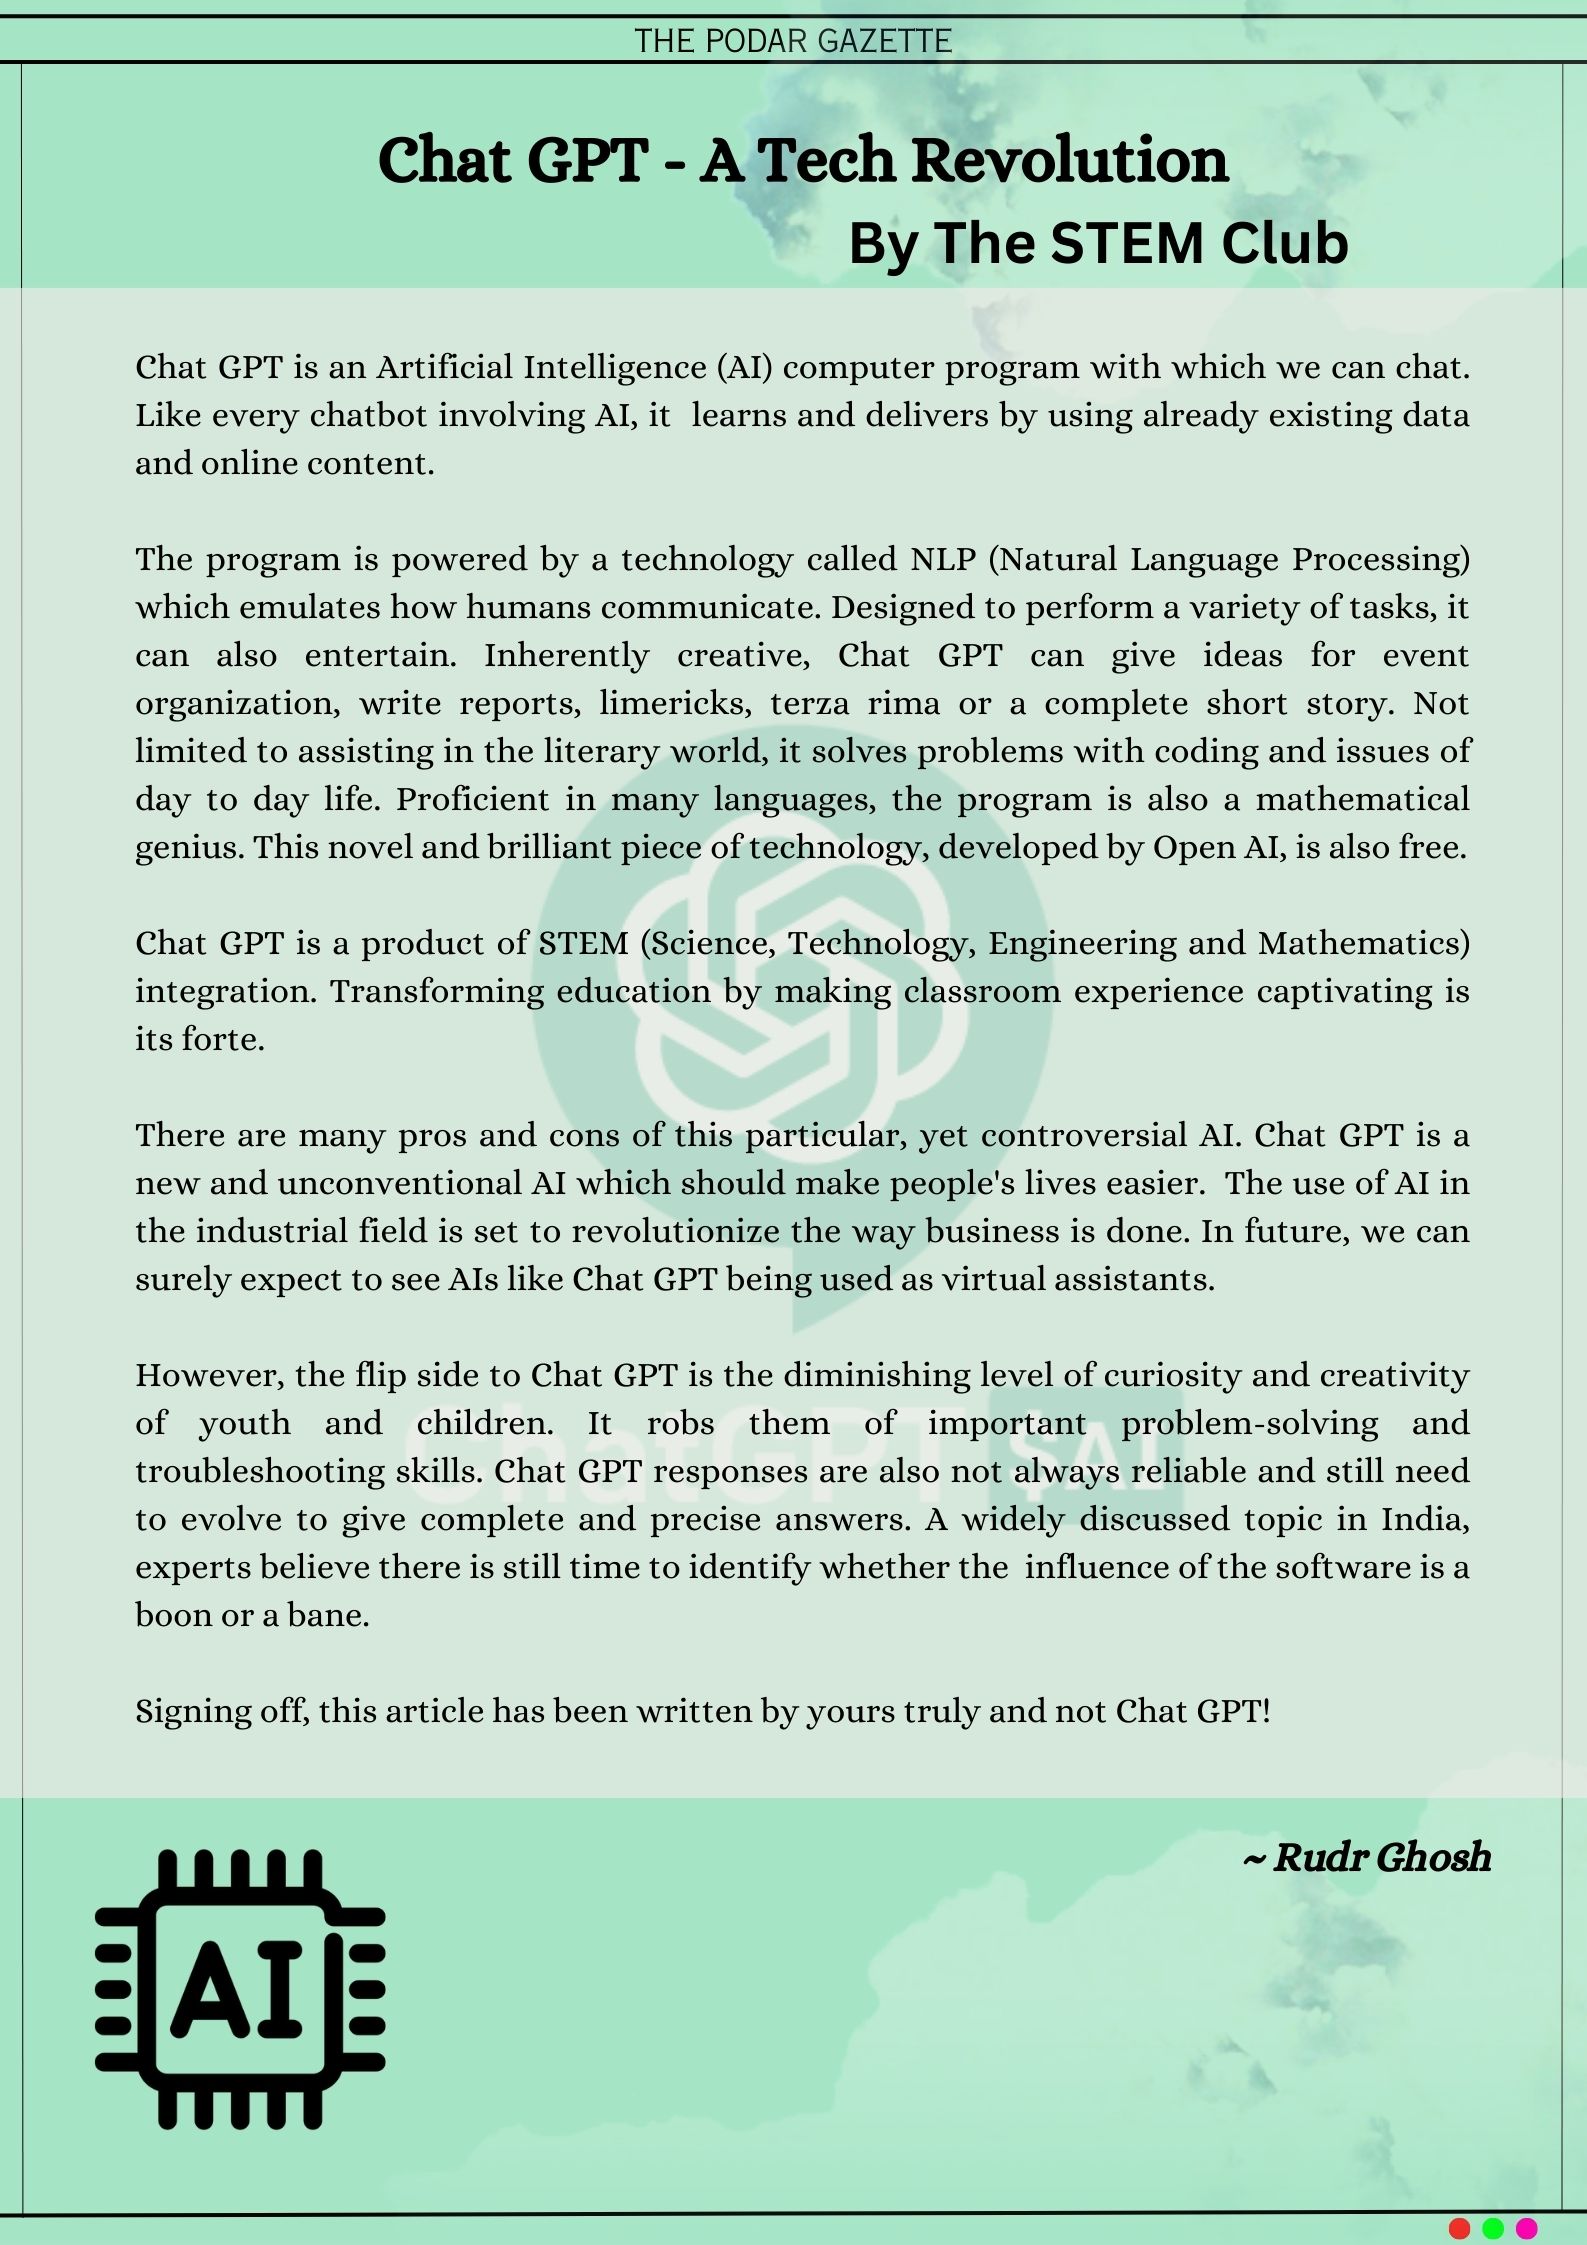 THE PODAR GAZETTE
Chat GPT - A Tech Revolution
By The STEM Club
Chat GPT is an Artificial Intelligence (AI) computer program with which we can chat.
Like every chatbot involving AI, it  learns and delivers by using already existing data
and online content.
The program is powered by a technology called NLP (Natural Language Processing)
which emulates how humans communicate. Designed to perform a variety of tasks, it
can also entertain. Inherently creative, Chat GPT can give ideas for event
organization, write reports, limericks, terza rima or a complete short story. Not
limited to assisting in the literary world, it solves problems with coding and issues of
day to day life. Proficient in many languages, the program is also a mathematical
genius. This novel and brilliant piece of technology, developed by Open AI, is also free.
Chat GPT is a product of STEM (Science, Technology, Engineering and Mathematics)
integration. Transforming education by making classroom experience captivating is
its forte.
There are many pros and cons of this particular, yet controversial AI. Chat GPT is a
new and unconventional AI which should make people's lives easier.  The use of AI in
the industrial field is set to revolutionize the way business is done. In future, we can
surely expect to see AIs like Chat GPT being used as virtual assistants.
However, the flip side to Chat GPT is the diminishing level of curiosity and creativity
of youth and children. It robs them of important problem-solving and
troubleshooting skills. Chat GPT responses are also not always reliable and still need
to evolve to give complete and precise answers. A widely discussed topic in India,
experts believe there is still time to identify whether the  influence of the software is a
boon or a bane.
ChatGPT $AI
Signing off, this article has been written by yours truly and not Chat GPT!
~ Rudr Ghosh
AI